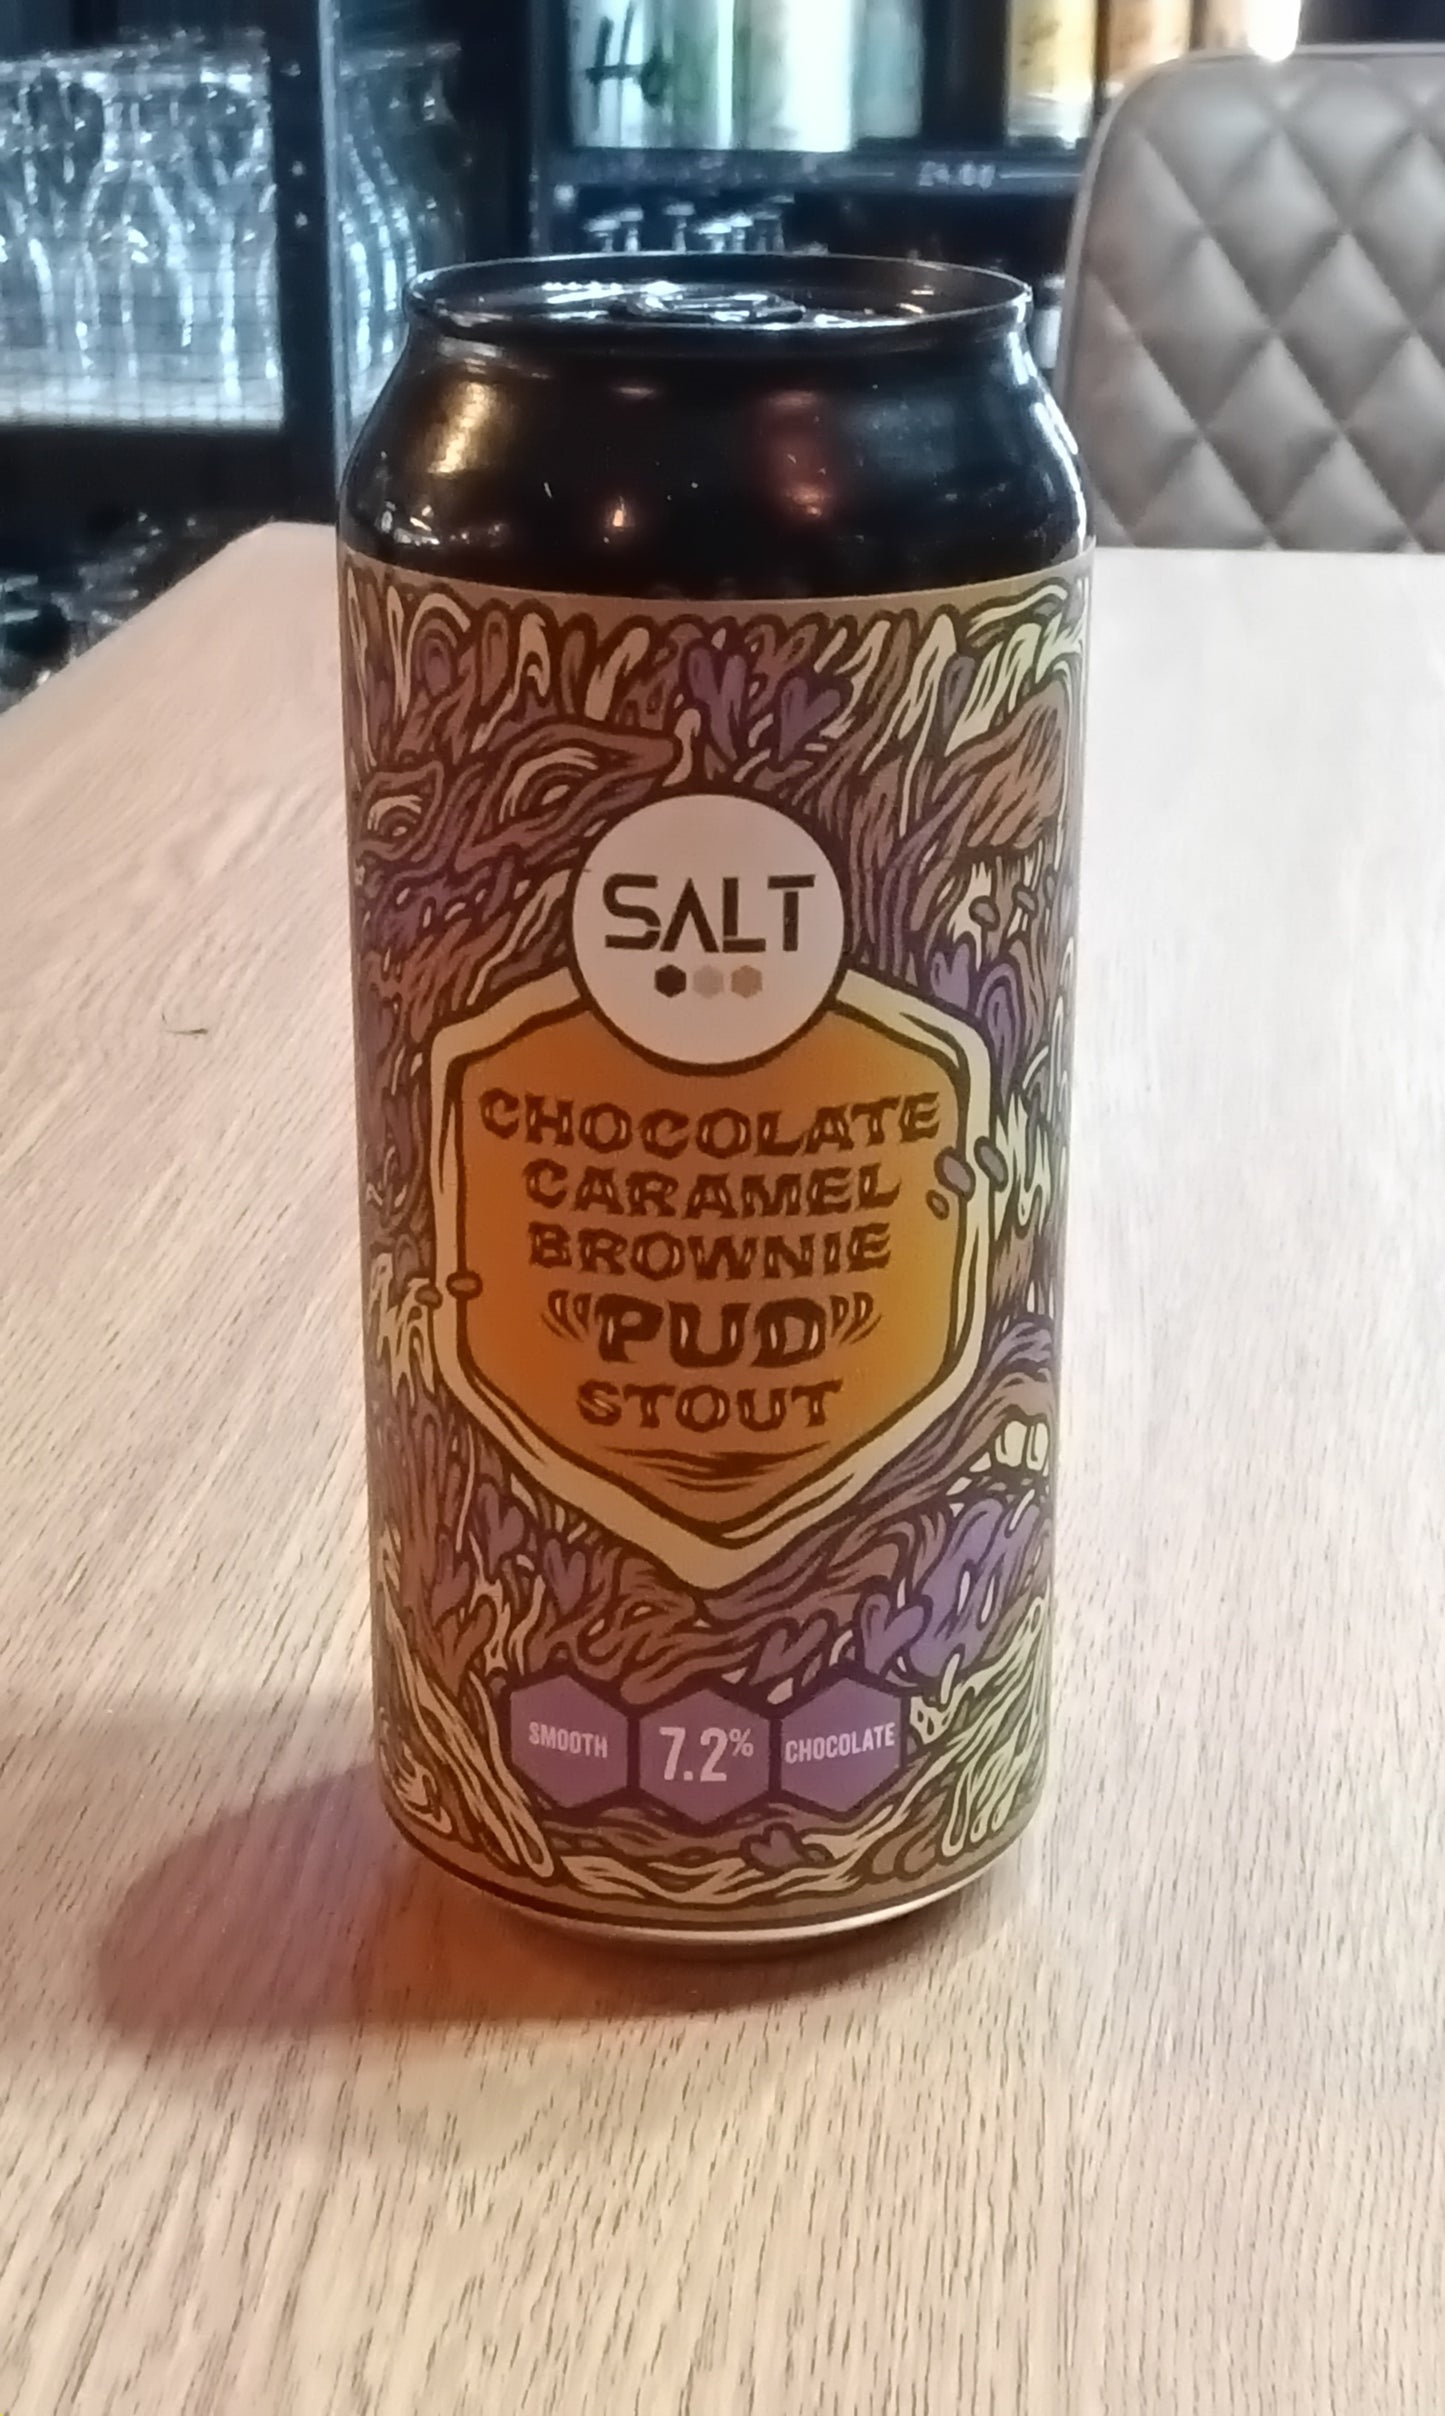 SALT
CHOCOLATE
CARAMEL
BROWNIE
"PUD"
STOUT
SMOOTH
7.2%
CHOCOLATE